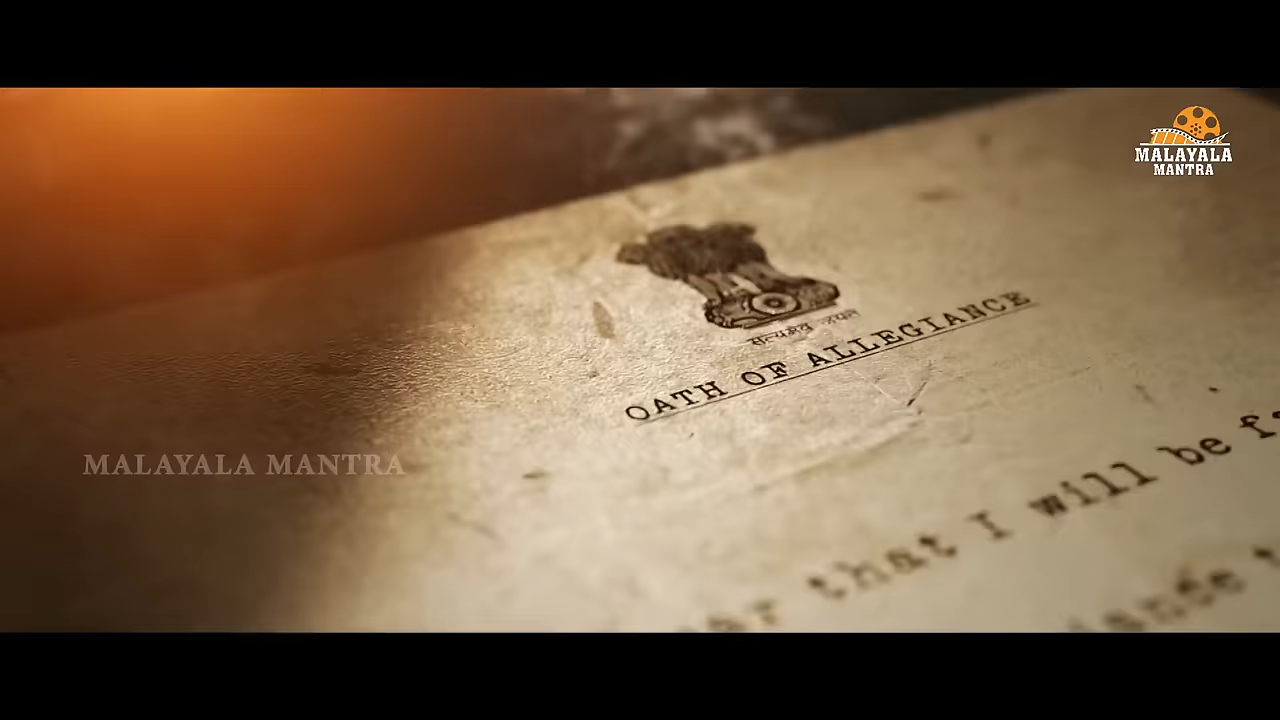 MALAYALA
MANTRA
सत्यमेव जयते
OATH OF ALLEGIANCE
MALAYALA MANTRA
that I will be